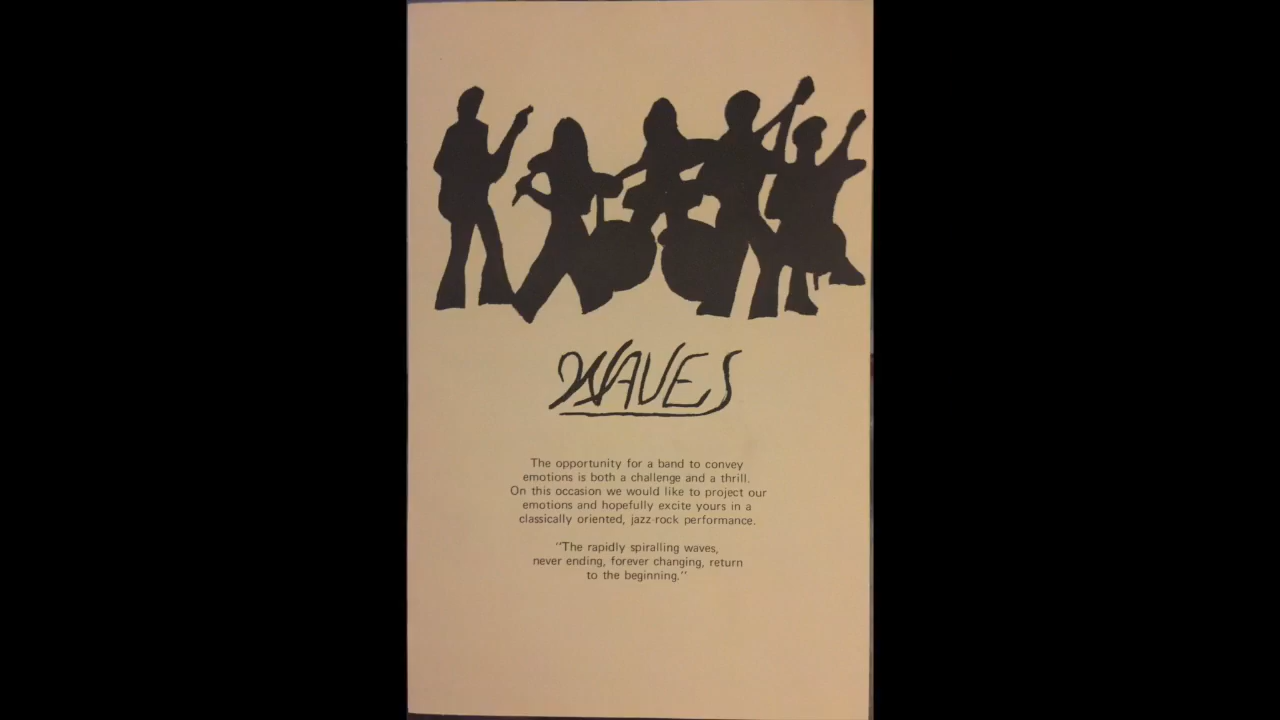 WAVES
The opportunity for a band to convey
emotions is both a challenge and a thrill.
On this occasion we would like to project our
emotions and hopefully excite yours in a
classically oriented, jazz-rock performance.
"The rapidly spiralling waves,
never ending, forever changing, return
to the beginning."